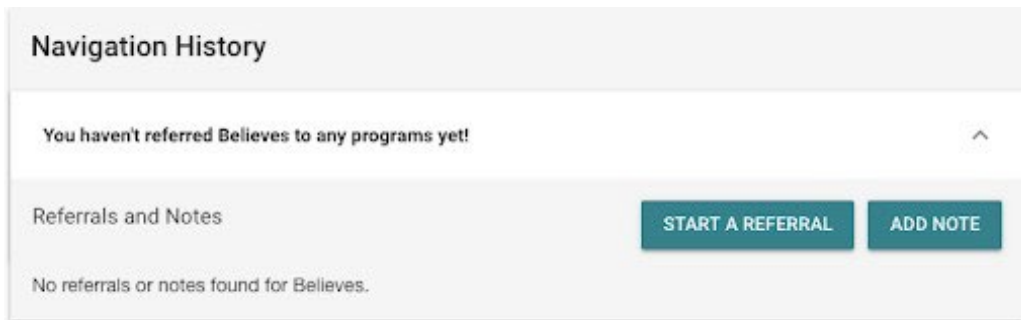 Navigation History
You haven't referred Believes to any programs yet!
Referrals and Notes
START A REFERRAL
ADD NOTE
No referrals or notes found for Believes.